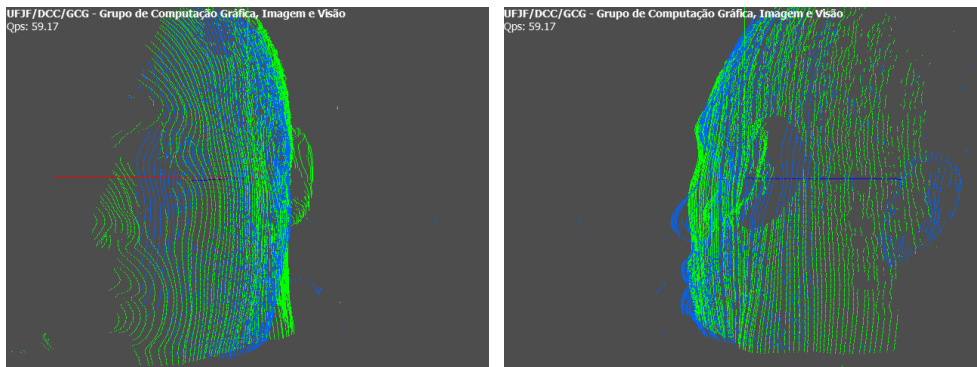 UFJF/DCC/GCG - Grupo de Computação Gráfica, Imagem e Visão
Qps: 59.17
UFJF/DCC/GCG - Grupo de Computação Gráfica, Imagem e Visão
Qps: 59.17